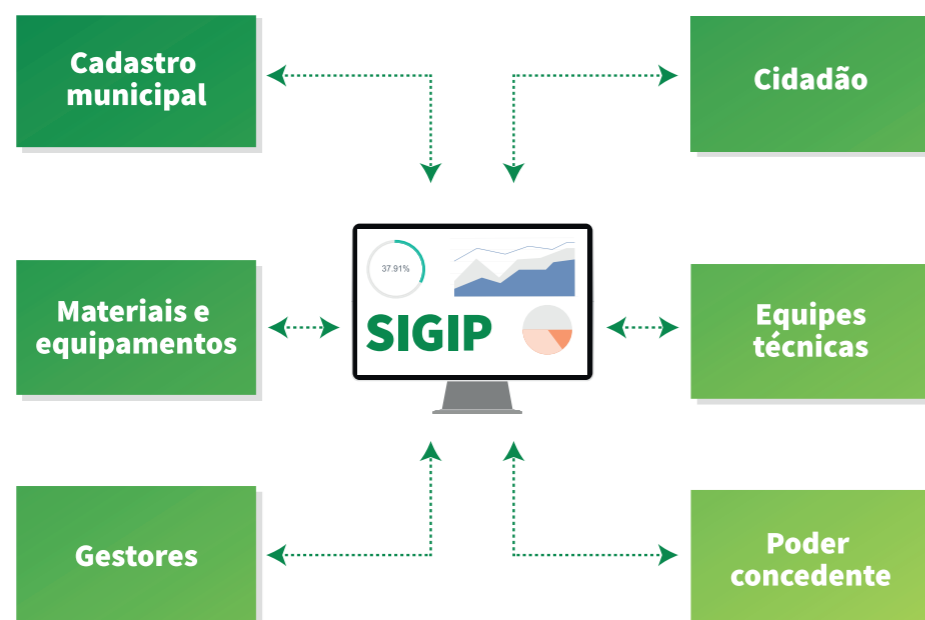 Cadastro
municipal
Cidadão
Materiais e
equipamentos
37.91%
SIGIP
Equipes
técnicas
Gestores
Poder
concedente